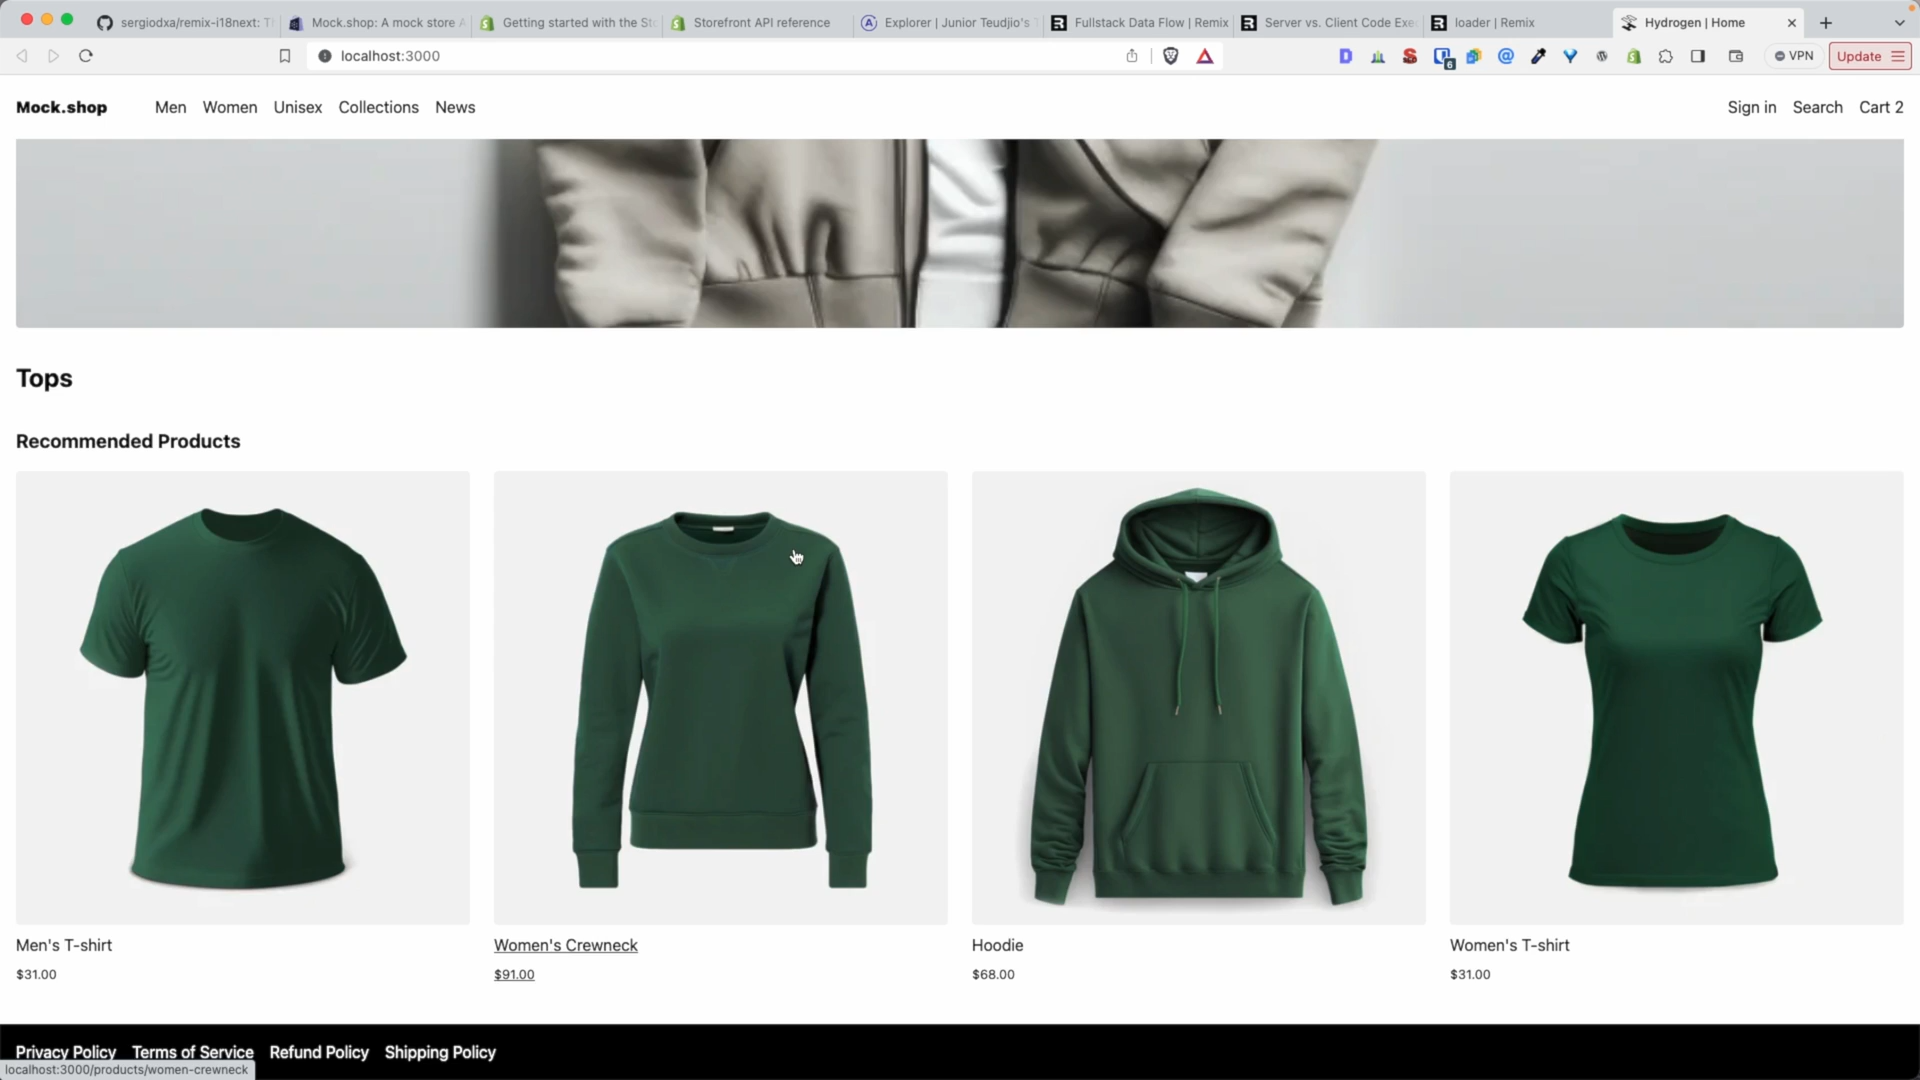 sergiodxa/remix-i18next: T
Mock.shop: A mock store A
Getting started with the Sto
Storefront API reference
Explorer | Junior Teudjio's
Fullstack Data Flow | Remix
Server vs. Client Code Exec
loader | Remix
Hydrogen | Home
localhost:3000
6
VPN
Update
Mock.shop
Men
Women
Unisex
Collections
News
Sign in
Search
Cart 2
Tops
Recommended Products
Men's T-shirt
$31.00
Women's Crewneck
$91.00
Hoodie
$68.00
Women's T-shirt
$31.00
Privacy Policy
Terms of Service
Refund Policy
Shipping Policy
localhost:3000/products/women-crewneck